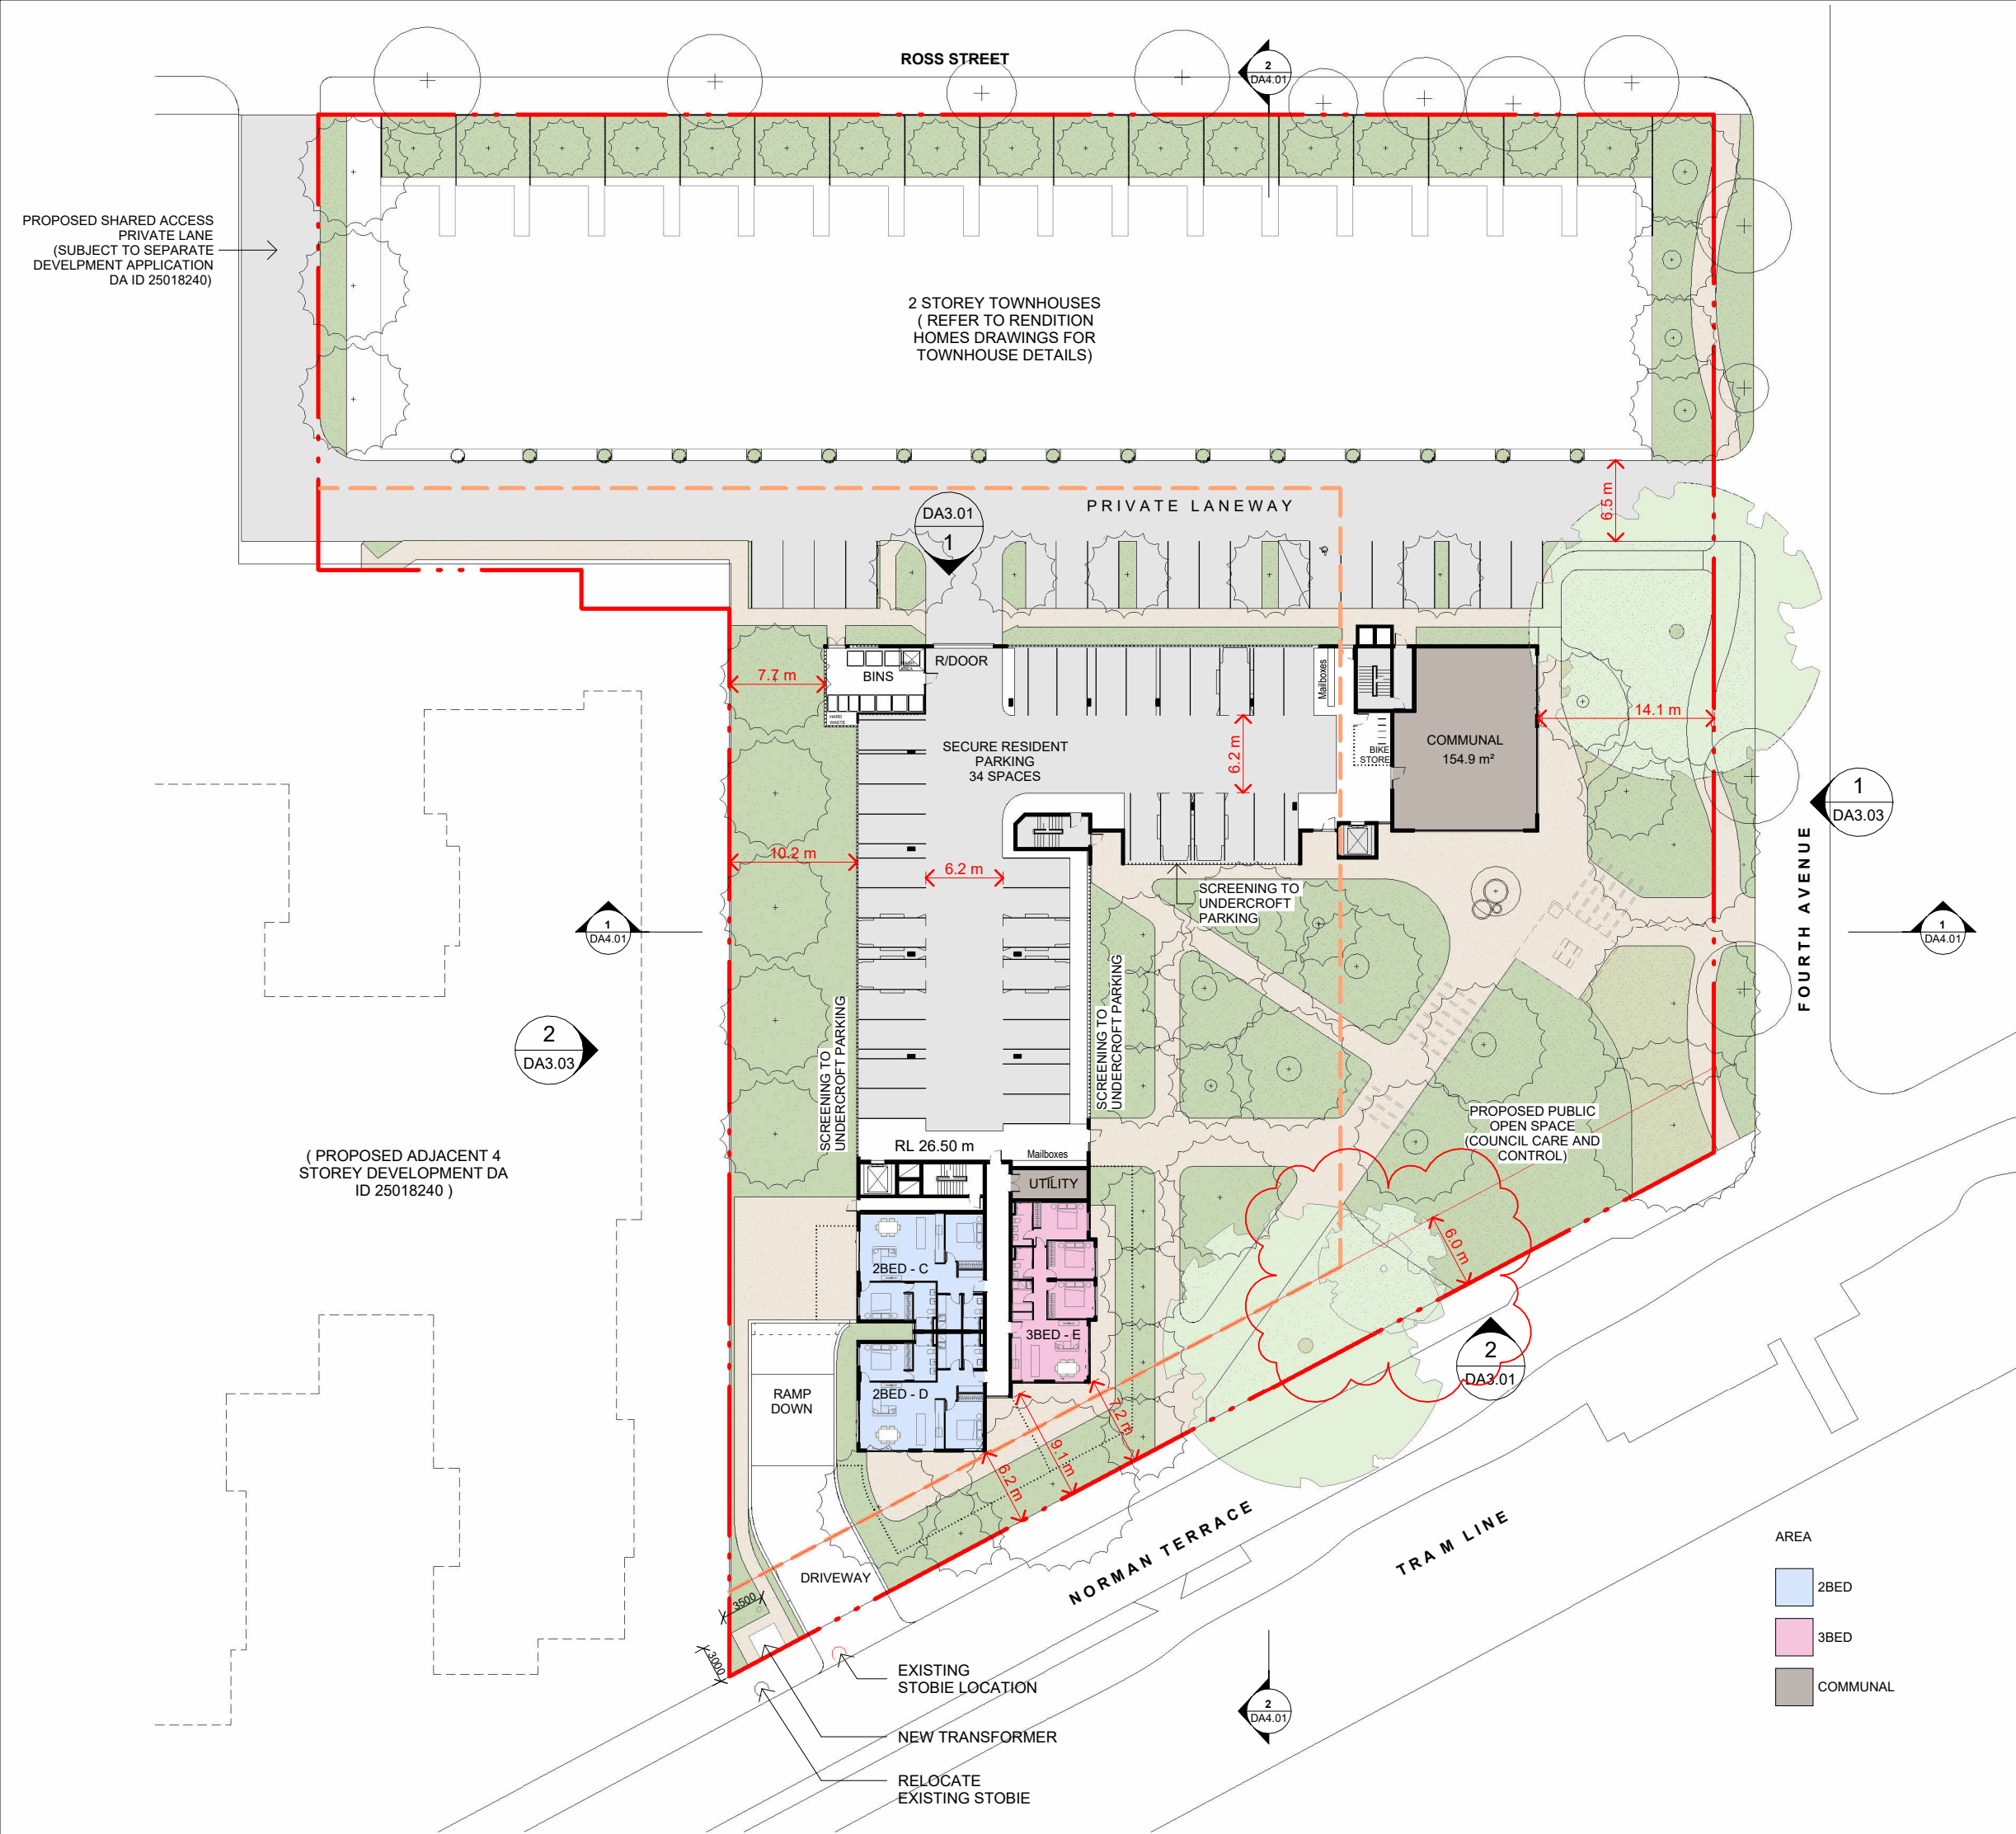 ROSS STREET
2
DA4.01
PROPOSED SHARED ACCESS
PRIVATE LANE
(SUBJECT TO SEPARATE
DEVELPMENT APPLICATION
DA ID 25018240)
2 STOREY TOWNHOUSES
( REFER TO RENDITION
HOMES DRAWINGS FOR
TOWNHOUSE DETAILS)
6.5 m
PRIVATE LANEWAY
DA3.01
1
7.7 m
BINS
R/DOOR
HARD
WASTE
Mailboxes
14.1 m
SECURE RESIDENT
PARKING
34 SPACES
6.2 m
BIKE
STORE
COMMUNAL
154.9 m²
1
DA3.03
FOURTH AVENUE
10.2 m
6.2 m
SCREENING TO
UNDERCROFT
PARKING
1
DA4.01
1
DA4.01
SCREENING TO
UNDERCROFT PARKING
SCREENING TO
UNDERCROFT PARKING
2
DA3.03
PROPOSED PUBLIC
OPEN SPACE
(COUNCIL CARE AND
CONTROL)
RL 26.50 m
Mailboxes
( PROPOSED ADJACENT 4
STOREY DEVELOPMENT DA
ID 25018240 )
UTILITY
6.0 m
2BED - C
3BED - E
2
DA3.01
RAMP
DOWN
2BED - D
7.2 m
9.1 m
6.2 m
NORMAN TERRACE
TRAM LINE
DRIVEWAY
3500
3000
AREA
2BED
3BED
COMMUNAL
EXISTING
STOBIE LOCATION
NEW TRANSFORMER
RELOCATE
EXISTING STOBIE
2
DA4.01